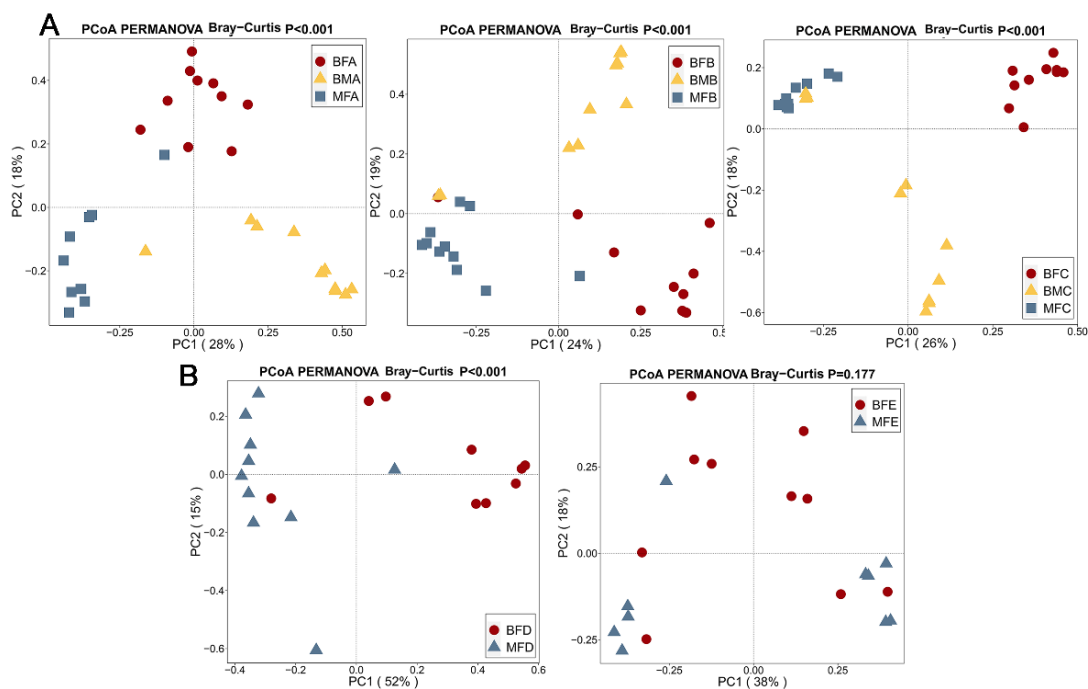 A
PCoA PERMANOVA Bray−Curtis P<0.001
BFA
BMA
MFA
PC2 ( 18%)
0.4
0.2
0.0
−0.2
−0.25
0.00
0.25
0.50
PC1 ( 28%)
PCoA PERMANOVA Bray−Curtis P<0.001
BFB
BMB
MFB
PC2 ( 19%)
0.4
0.2
0.0
−0.2
−0.25
0.00
0.25
0.5
PC1 ( 24%)
PCoA PERMANOVA Bray−Curtis P<0.001
BFC
BMC
MFC
PC2 ( 18%)
0.2
0.0
−0.2
−0.4
−0.6
−0.25
0.00
0.25
0.50
PC1 ( 26%)
B
PCoA PERMANOVA Bray−Curtis P<0.001
BFD
MFD
PC2 ( 15%)
0.2
0.0
−0.2
−0.4
−0.6
−0.4
−0.2
0.0
0.2
0.4
0.6
PC1 ( 52%)
PCoA PERMANOVA Bray−Curtis P=0.177
BFE
MFE
PC2 ( 18%)
0.25
0.00
−0.25
−0.25
0.00
0.25
PC1 ( 38%)